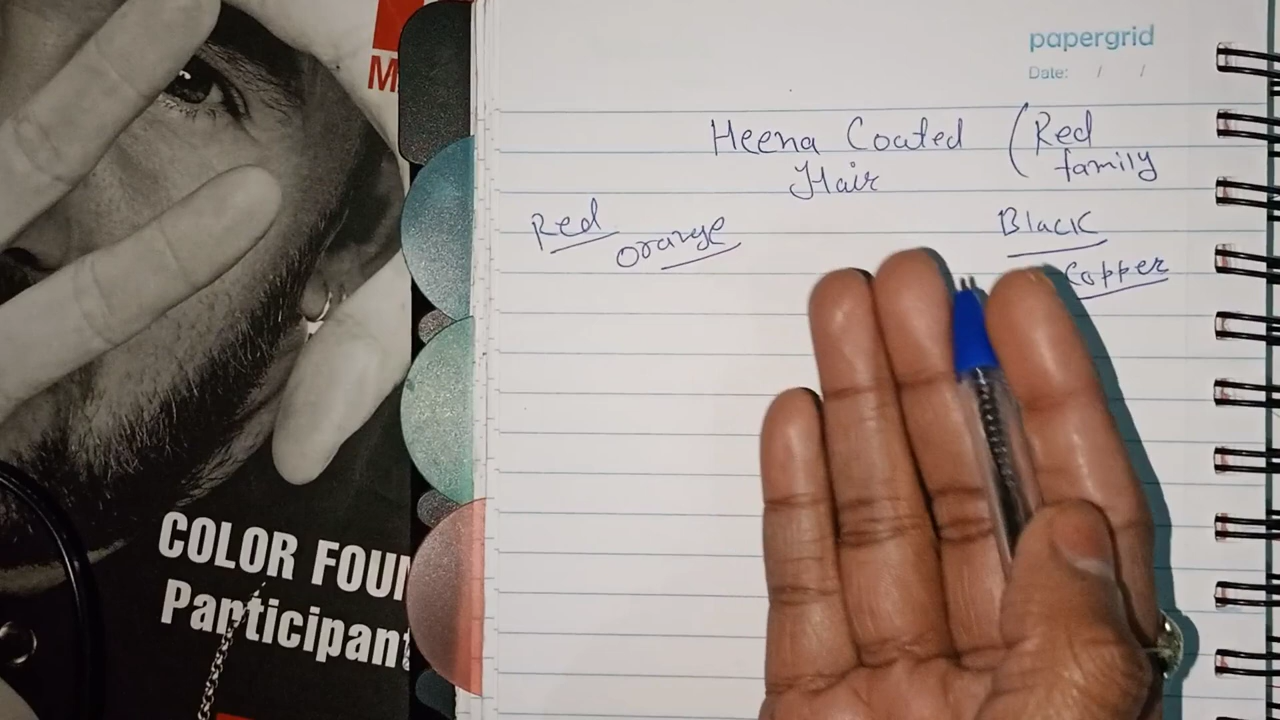 M
COLOR FOUN
Participant
papergrid
Date: / /
Heena Coated (Red
Hair family
Red Black
orange Copper